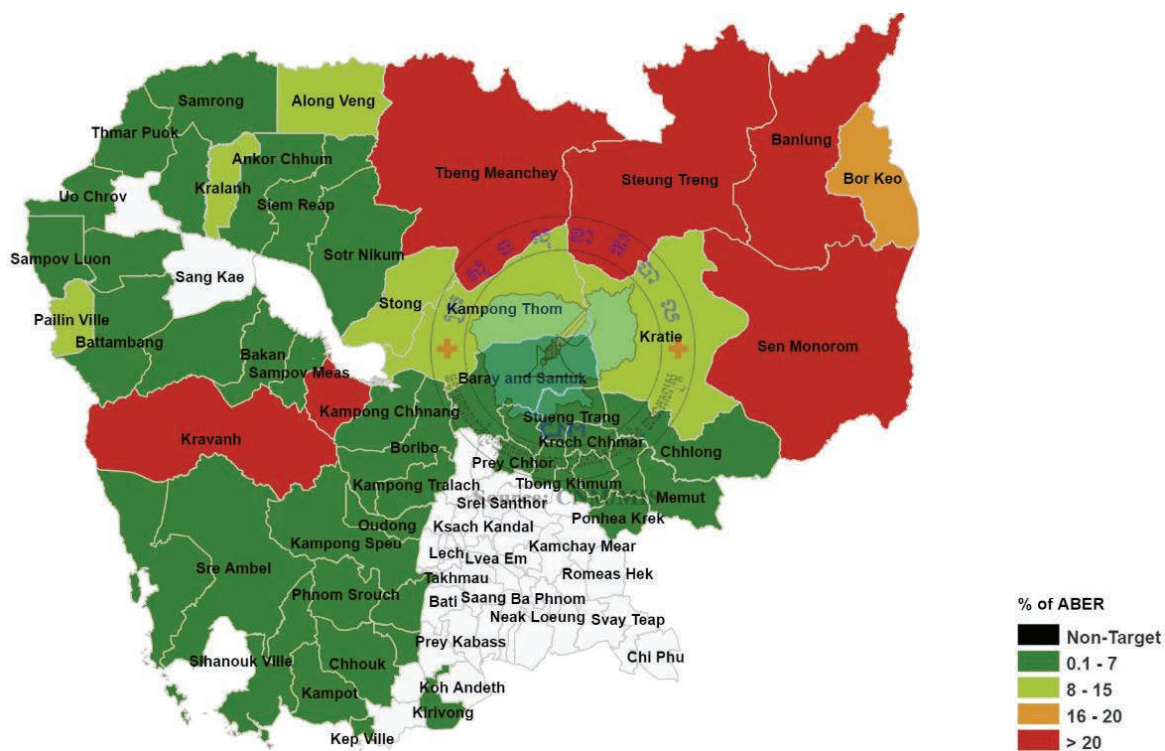 Samrong
Along Veng
Thmar Puok
Ankor Chhum
Banlung
Tbeng Meanchey
Steung Treng
Bor Keo
Kralanh
Uo Chrov
Siem Reap
Sotr Nikum
Sampov Luon
Sang Kae
Stong
Kampong Thom
Pailin Ville
Kratie
Battambang
Sen Monorom
Bakan
Sampov Meas
Baray and Santuk
Kampong Chhnang
Stueng Trang
Kravanh
Kroch Chhmar
Boribo
Chhlong
Prey Chhor
Kampong Tralach
Tbong Khmum
Memut
Srei Santhor
Ponhea Krek
Oudong
Ksach Kandal
Kampong Speu
Kamchay Mear
Lech
Lvea Em
Sre Ambel
Takhmau
Romeas Hek
Phnom Srouch
Bati
Saang
Ba Phnom
Neak Loeung
Svay Teap
Prey Kabass
Sihanouk Ville
Chhouk
Chi Phu
Koh Andeth
Kampot
Kirivong
Kep Ville
% of ABER
Non-Target
0.1 - 7
8 - 15
16 - 20
> 20